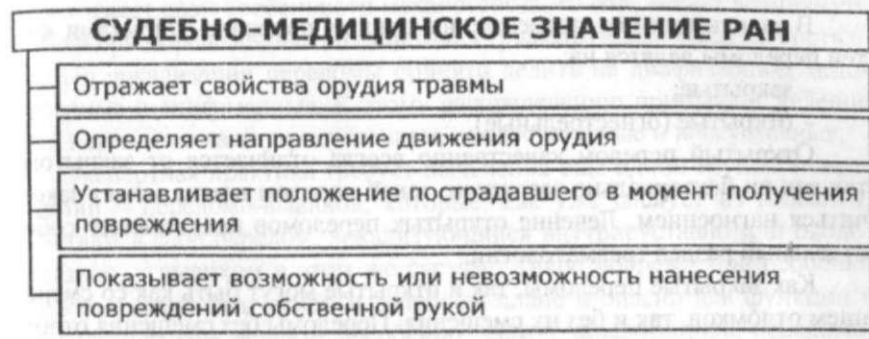 СУДЕБНО-МЕДИЦИНСКОЕ ЗНАЧЕНИЕ РАН
Отражает свойства орудия травмы
Определяет направление движения орудия
Устанавливает положение пострадавшего в момент получения
повреждения
Показывает возможность или невозможность нанесения
повреждений собственной рукой